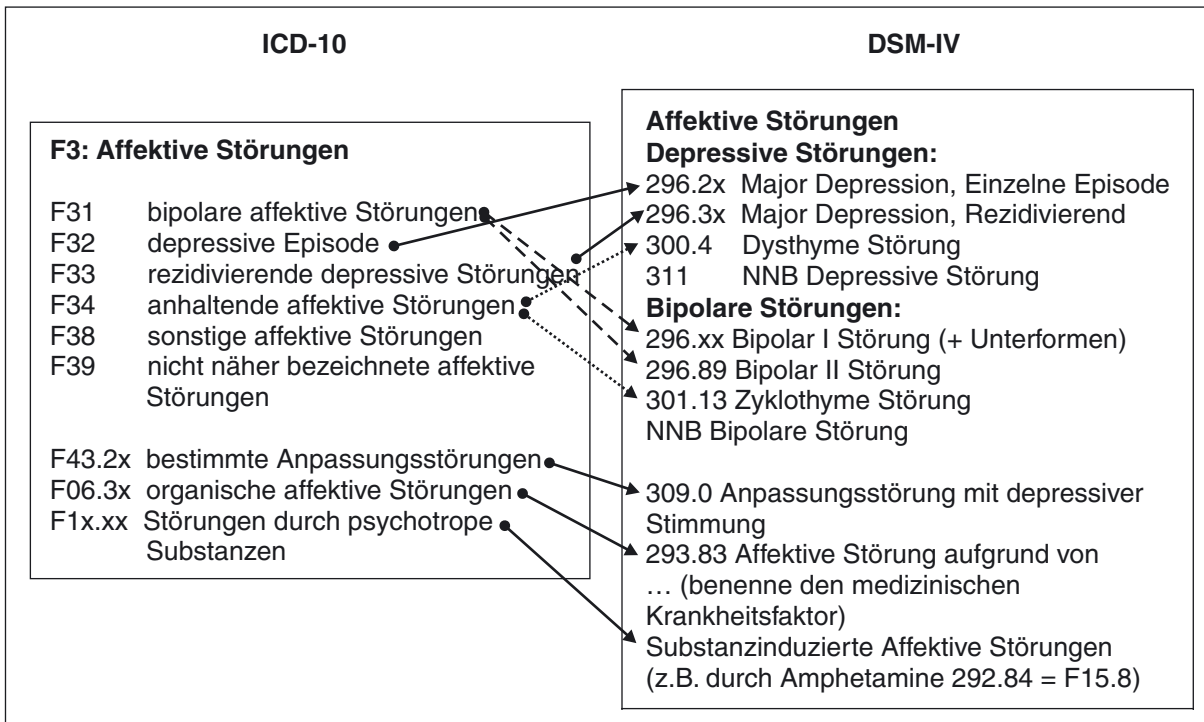 ICD-10
F3: Affektive Störungen
F31 bipolare affektive Störungen
F32 depressive Episode
F33 rezidivierende depressive Störungen
F34 anhaltende affektive Störungen
F38 sonstige affektive Störungen
F39 nicht näher bezeichnete affektive
Störungen
F43.2x bestimmte Anpassungsstörungen
F06.3x organische affektive Störungen
F1x.xx Störungen durch psychotrope
Substanzen
DSM-IV
Affektive Störungen
Depressive Störungen:
296.2x Major Depression, Einzelne Episode
296.3x Major Depression, Rezidivierend
300.4 Dysthyme Störung
311 NNB Depressive Störung
Bipolare Störungen:
296.xx Bipolar I Störung (+ Unterformen)
296.89 Bipolar II Störung
301.13 Zyklothyme Störung
NNB Bipolare Störung
309.0 Anpassungsstörung mit depressiver
Stimmung
293.83 Affektive Störung aufgrund von
… (benenne den medizinischen
Krankheitsfaktor)
Substanzinduzierte Affektive Störungen
(z.B. durch Amphetamine 292.84 = F15.8)